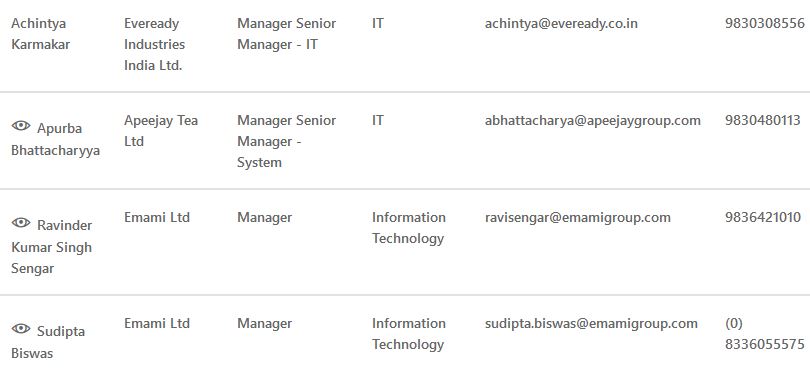 Achintya Eveready Manager Senior IT achintya@eveready.co.in 9830308556
Karmakar Industries Manager - IT
India Ltd.
Apurba Apeejay Tea Manager Senior IT abhattacharya@apeejaygroup.com 9830480113
Bhattacharyya Ltd Manager -
System
Ravinder Emami Ltd Manager Information ravisengar@emamigroup.com 9836421010
Kumar Singh Technology
Sengar
Sudipta Emami Ltd Manager Information sudipta.biswas@emamigroup.com (0)
Biswas Technology 8336055575